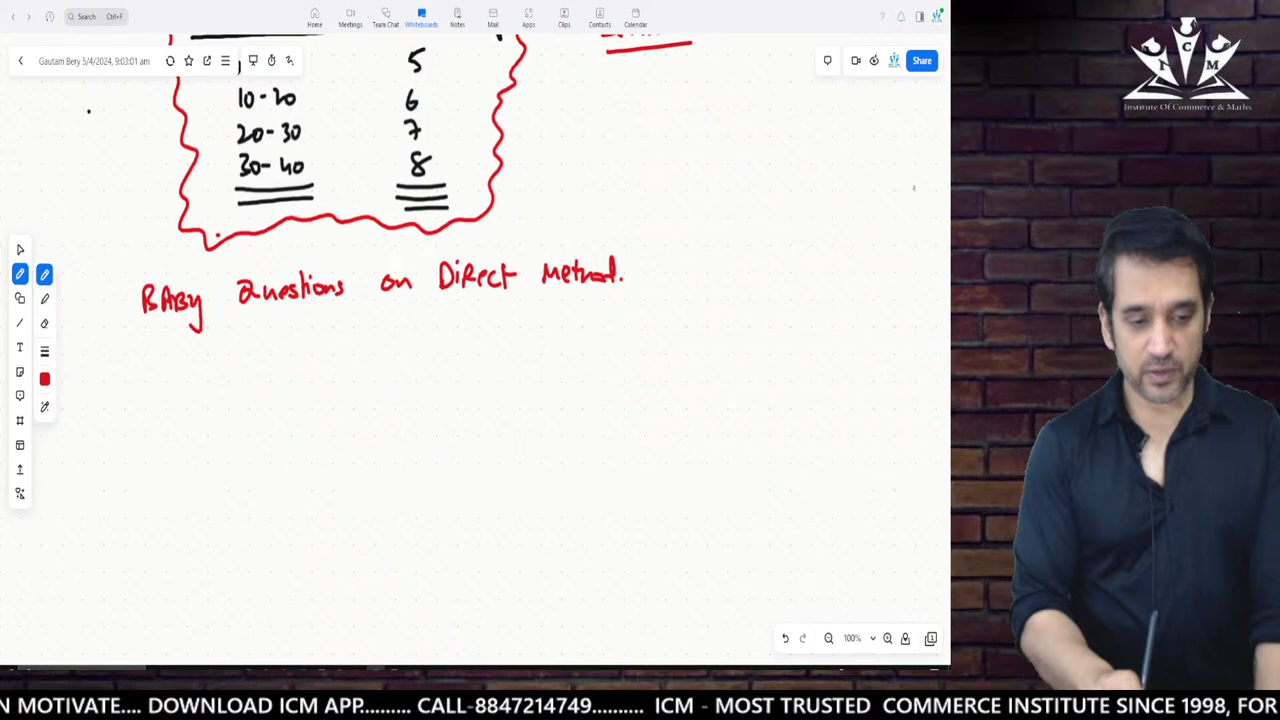 Home
Meetings
Team Chat
Whiteboards
Notes
Mail
Apps
Clips
Contacts
Calendar
Search
Ctrl+F
Gautam Bery 5/4/2024, 9:03:01 am
Share
5
10-20 6
20-30 7
30-40 8
BABY Questions on Direct Method.
100%
I C M
Institute Of Commerce & Maths
N MOTIVATE.... DOWNLOAD ICM APP......... CALL-8847214749.......... ICM - MOST TRUSTED COMMERCE INSTITUTE SINCE 1998, FOR